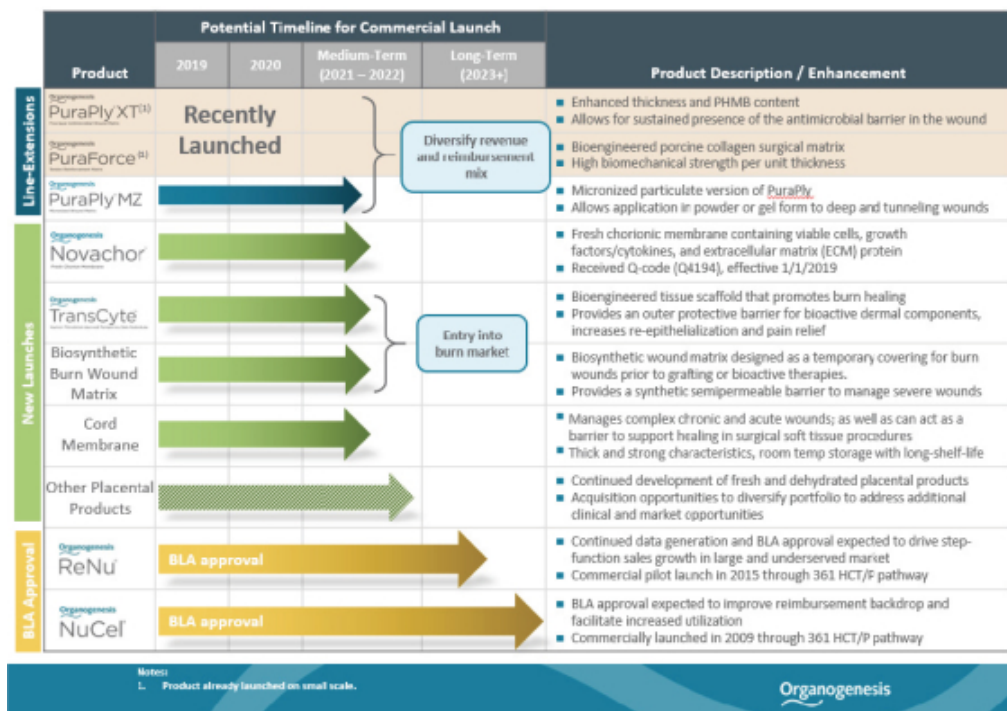 Potential Timeline for Commercial Launch
Product
2019
2020
Medium-Term
(2021 – 2022)
Long-Term
(2023+)
Product Description / Enhancement
Line-Extensions
Organogenesis
PuraPly XT(1)
Recently
Launched
Enhanced thickness and PHMB content
Allows for sustained presence of the antimicrobial barrier in the wound
Organogenesis
PuraForce(1)
Bioengineered porcine collagen surgical matrix
High biomechanical strength per unit thickness
Diversify revenue
and reimbursement
mix
Organogenesis
PuraPly MZ
Micronized particulate version of PuraPly
Allows application in powder or gel form to deep and tunneling wounds
New Launches
Organogenesis
Novachor
Fresh chorionic membrane containing viable cells, growth
factors/cytokines, and extracellular matrix (ECM) protein
Received Q-code (Q4194), effective 1/1/2019
Organogenesis
TransCyte
Bioengineered tissue scaffold that promotes burn healing
Provides an outer protective barrier for bioactive dermal components,
increases re-epithelialization and pain relief
Entry into
burn market
Biosynthetic
Burn Wound
Matrix
Biosynthetic wound matrix designed as a temporary covering for burn
wounds prior to grafting or bioactive therapies.
Provides a synthetic semipermeable barrier to manage severe wounds
Cord
Membrane
Manages complex chronic and acute wounds; as well as can act as a
barrier to support healing in surgical soft tissue procedures
Thick and strong characteristics, room temp storage with long-shelf-life
Other Placental
Products
Continued development of fresh and dehydrated placental products
Acquisition opportunities to diversify portfolio to address additional
clinical and market opportunities
BLA Approval
Organogenesis
ReNu
BLA approval
Continued data generation and BLA approval expected to drive step-
function sales growth in large and underserved market
Commercial pilot launch in 2015 through 361 HCT/P pathway
Organogenesis
NuCel
BLA approval
BLA approval expected to improve reimbursement backdrop and
facilitate increased utilization
Commercially launched in 2009 through 361 HCT/P pathway
Notes:
1. Product already launched on small scale.
Organogenesis